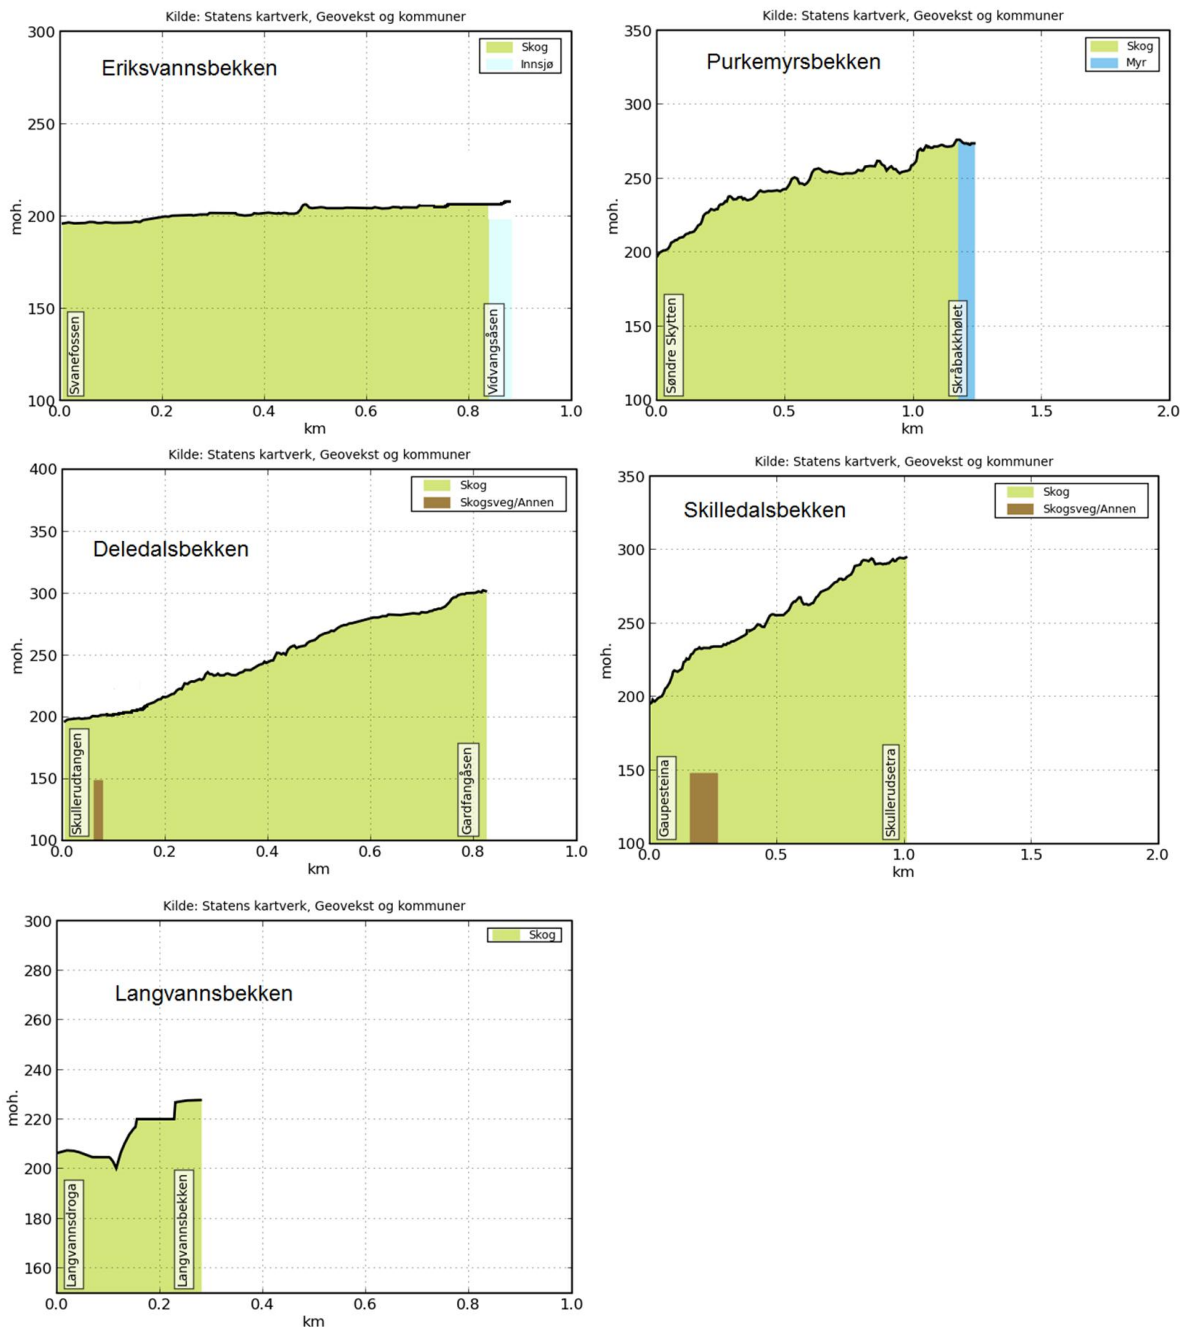 Kilde: Statens kartverk, Geovekst og kommuner
300
250
200
150
100
moh.
Eriksvannsbekken
Skog
Innsjø
Svanefossen
Vidvangsåsen
0.0 0.2 0.4 0.6 0.8 1.0
km
Kilde: Statens kartverk, Geovekst og kommuner
350
300
250
200
150
100
moh.
Purkemyrsbekken
Skog
Myr
Søndre Skytten
Skråbakkhølet
0.0 0.5 1.0 1.5 2.0
km
Kilde: Statens kartverk, Geovekst og kommuner
400
350
300
250
200
150
100
moh.
Deledalsbekken
Skog
Skogsveg/Annen
Skullerudtangen
Gardfangåsen
0.0 0.2 0.4 0.6 0.8 1.0
km
Kilde: Statens kartverk, Geovekst og kommuner
350
300
250
200
150
100
moh.
Skilledalsbekken
Skog
Skogsveg/Annen
Gaupesteina
Skullerudsetra
0.0 0.5 1.0 1.5 2.0
km
Kilde: Statens kartverk, Geovekst og kommuner
300
280
260
240
220
200
180
160
moh.
Langvannsbekken
Skog
Langvannsdroga
Langvannsbekken
0.0 0.2 0.4 0.6 0.8 1.0
km